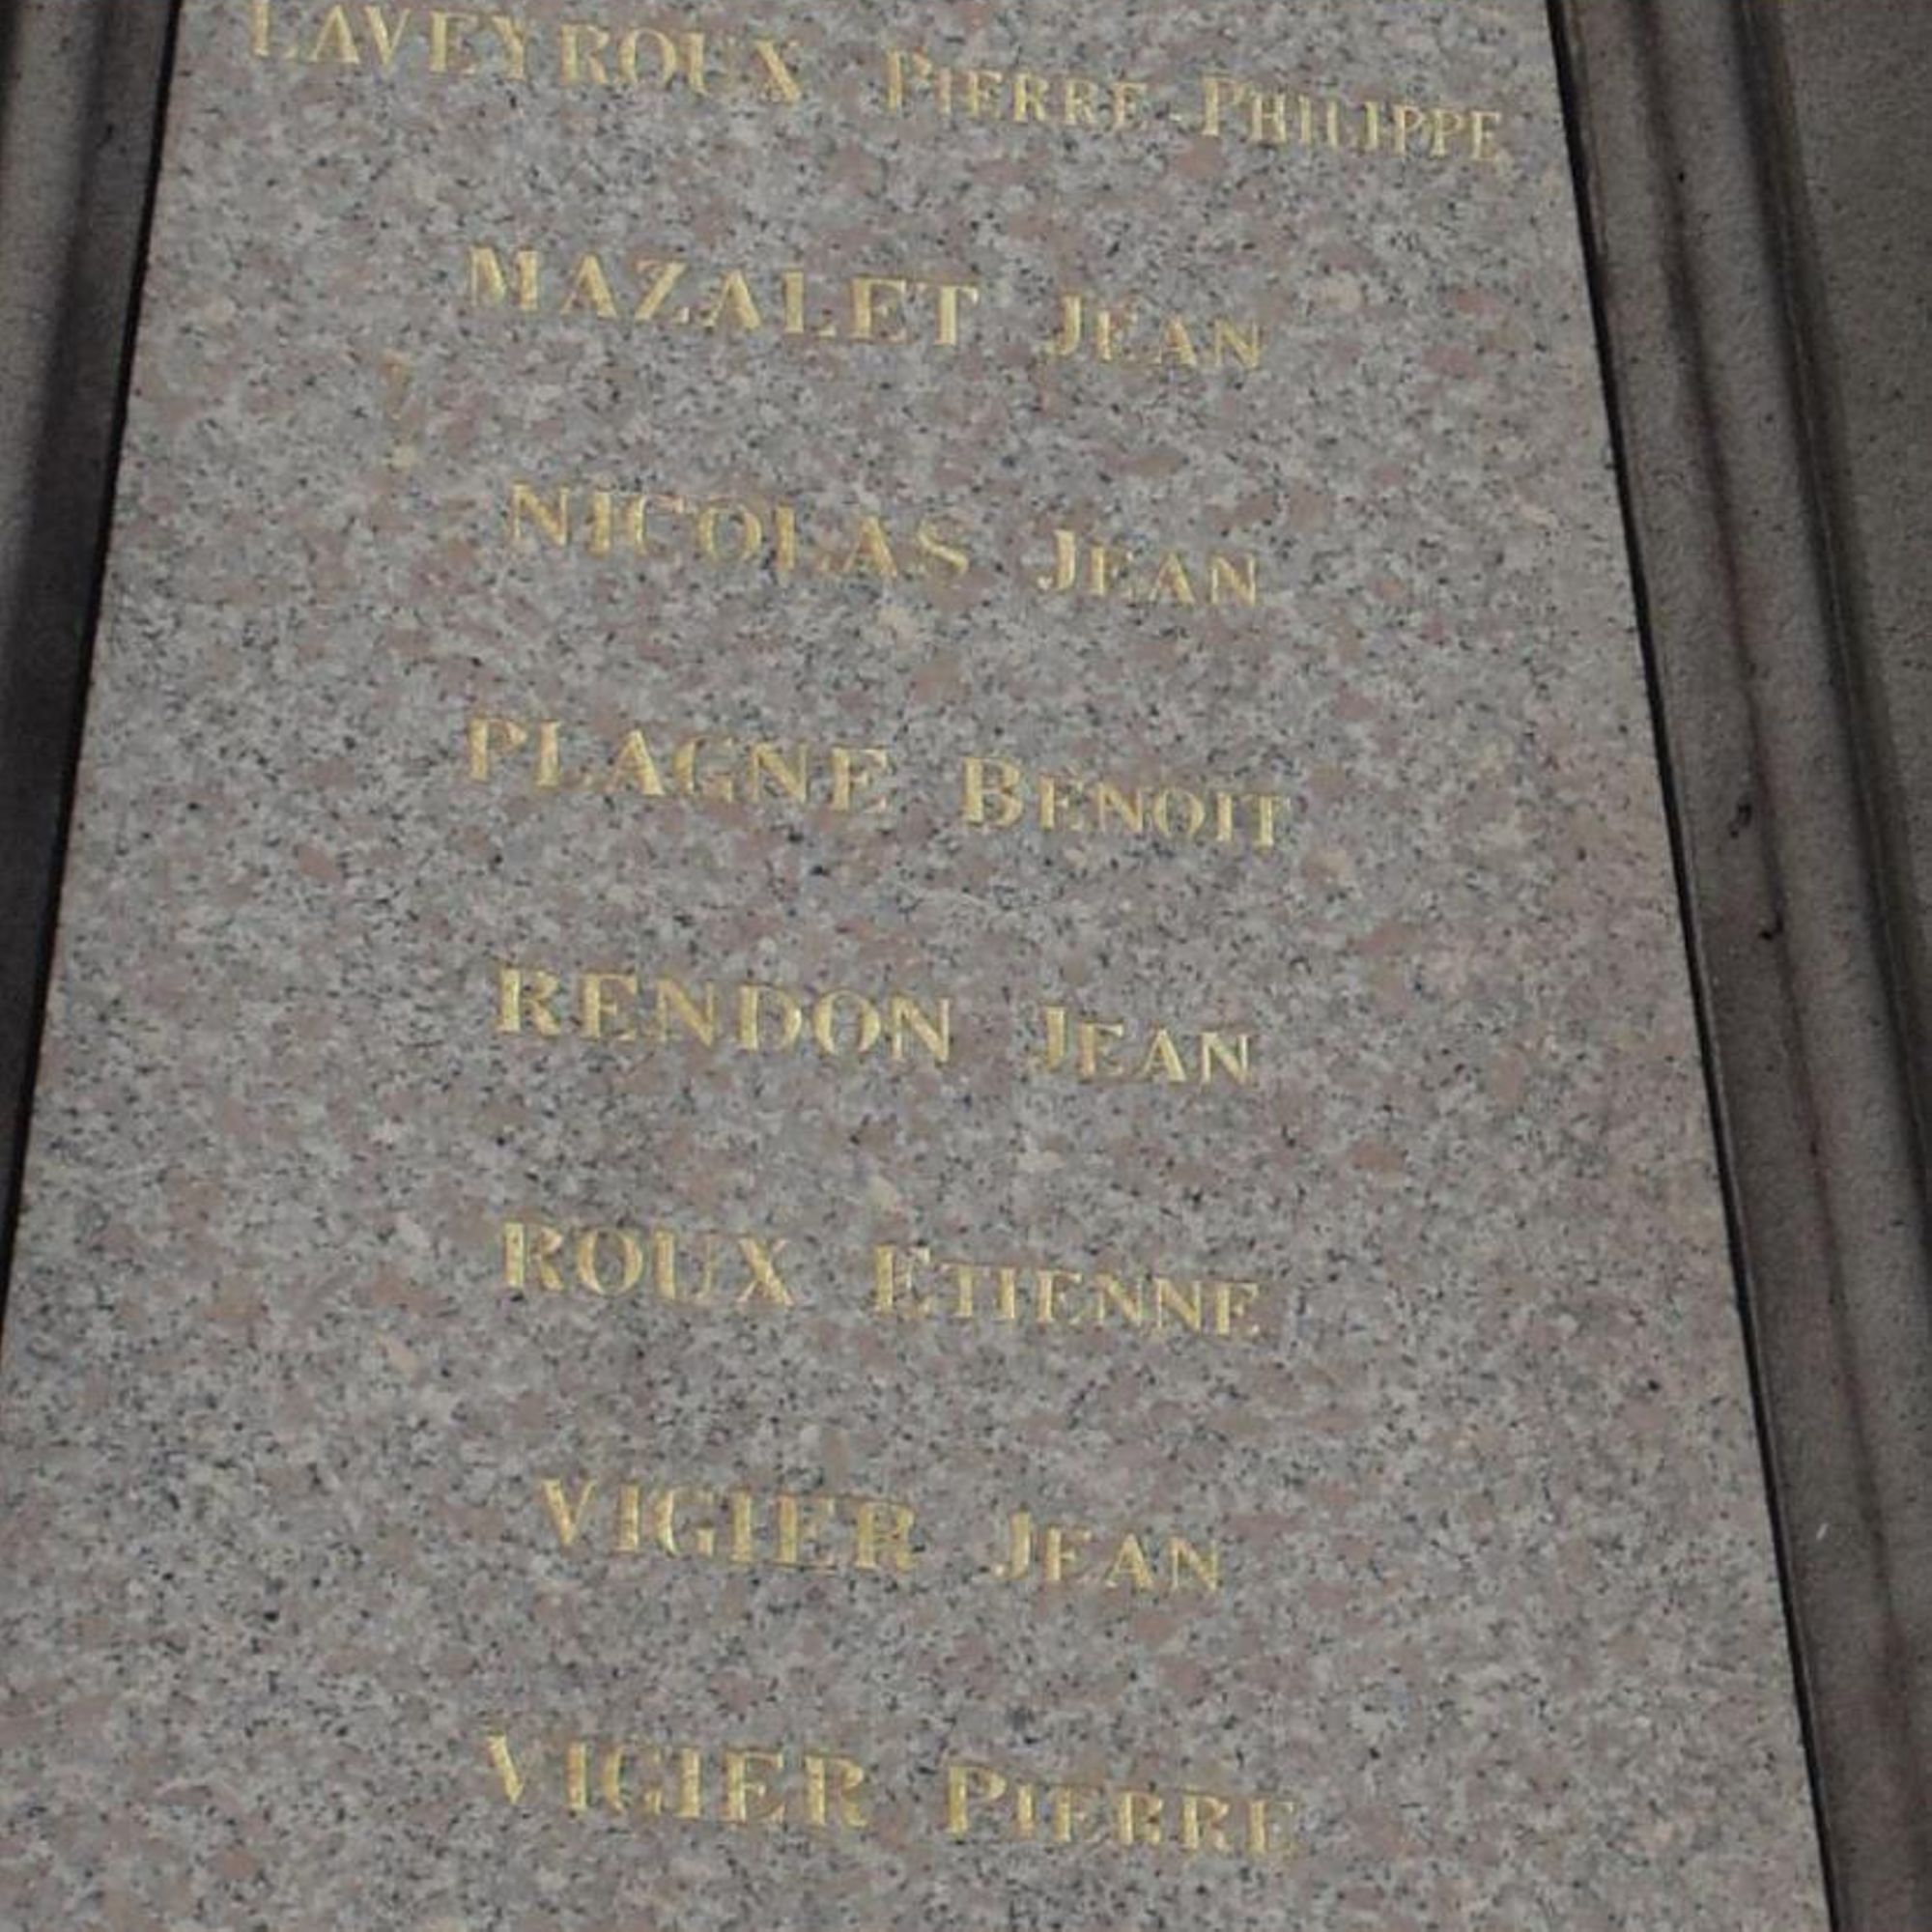 LAVEYROUX PIERRE-PHILIPPE
MAZALET JEAN
NICOLAS JEAN
PLAGNE BENOIT
RENDON JEAN
ROUX ETIENNE
VIGIER JEAN
VIGIER PIERRE